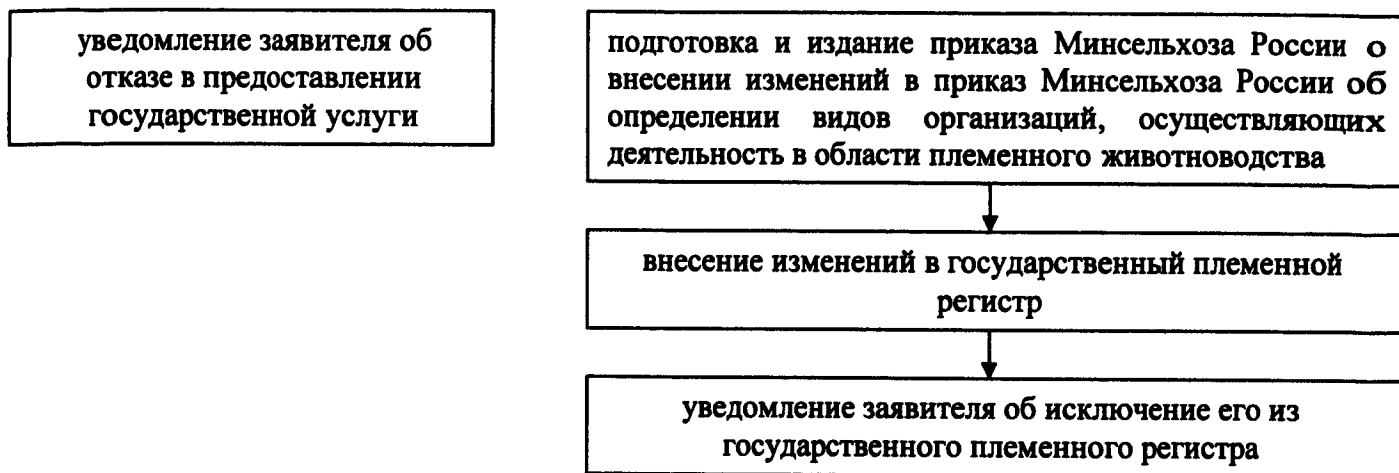 уведомление заявителя об
отказе в предоставлении
государственной услуги
подготовка и издание приказа Минсельхоза России о
внесении изменений в приказ Минсельхоза России об
определении видов организаций, осуществляющих
деятельность в области племенного животноводства
внесение изменений в государственный племенной
регистр
уведомление заявителя об исключение его из
государственного племенного регистра